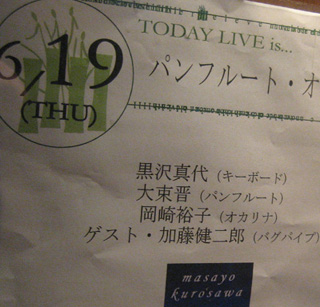 TODAY LIVE is...
6/19
(THU)
パンフルート・オ
黒沢真代 (キーボード)
大束晋 (パンフルート)
岡崎裕子 (オカリナ)
ゲスト・加藤健二郎 (バグパイプ)
masayo
kuro'sawa